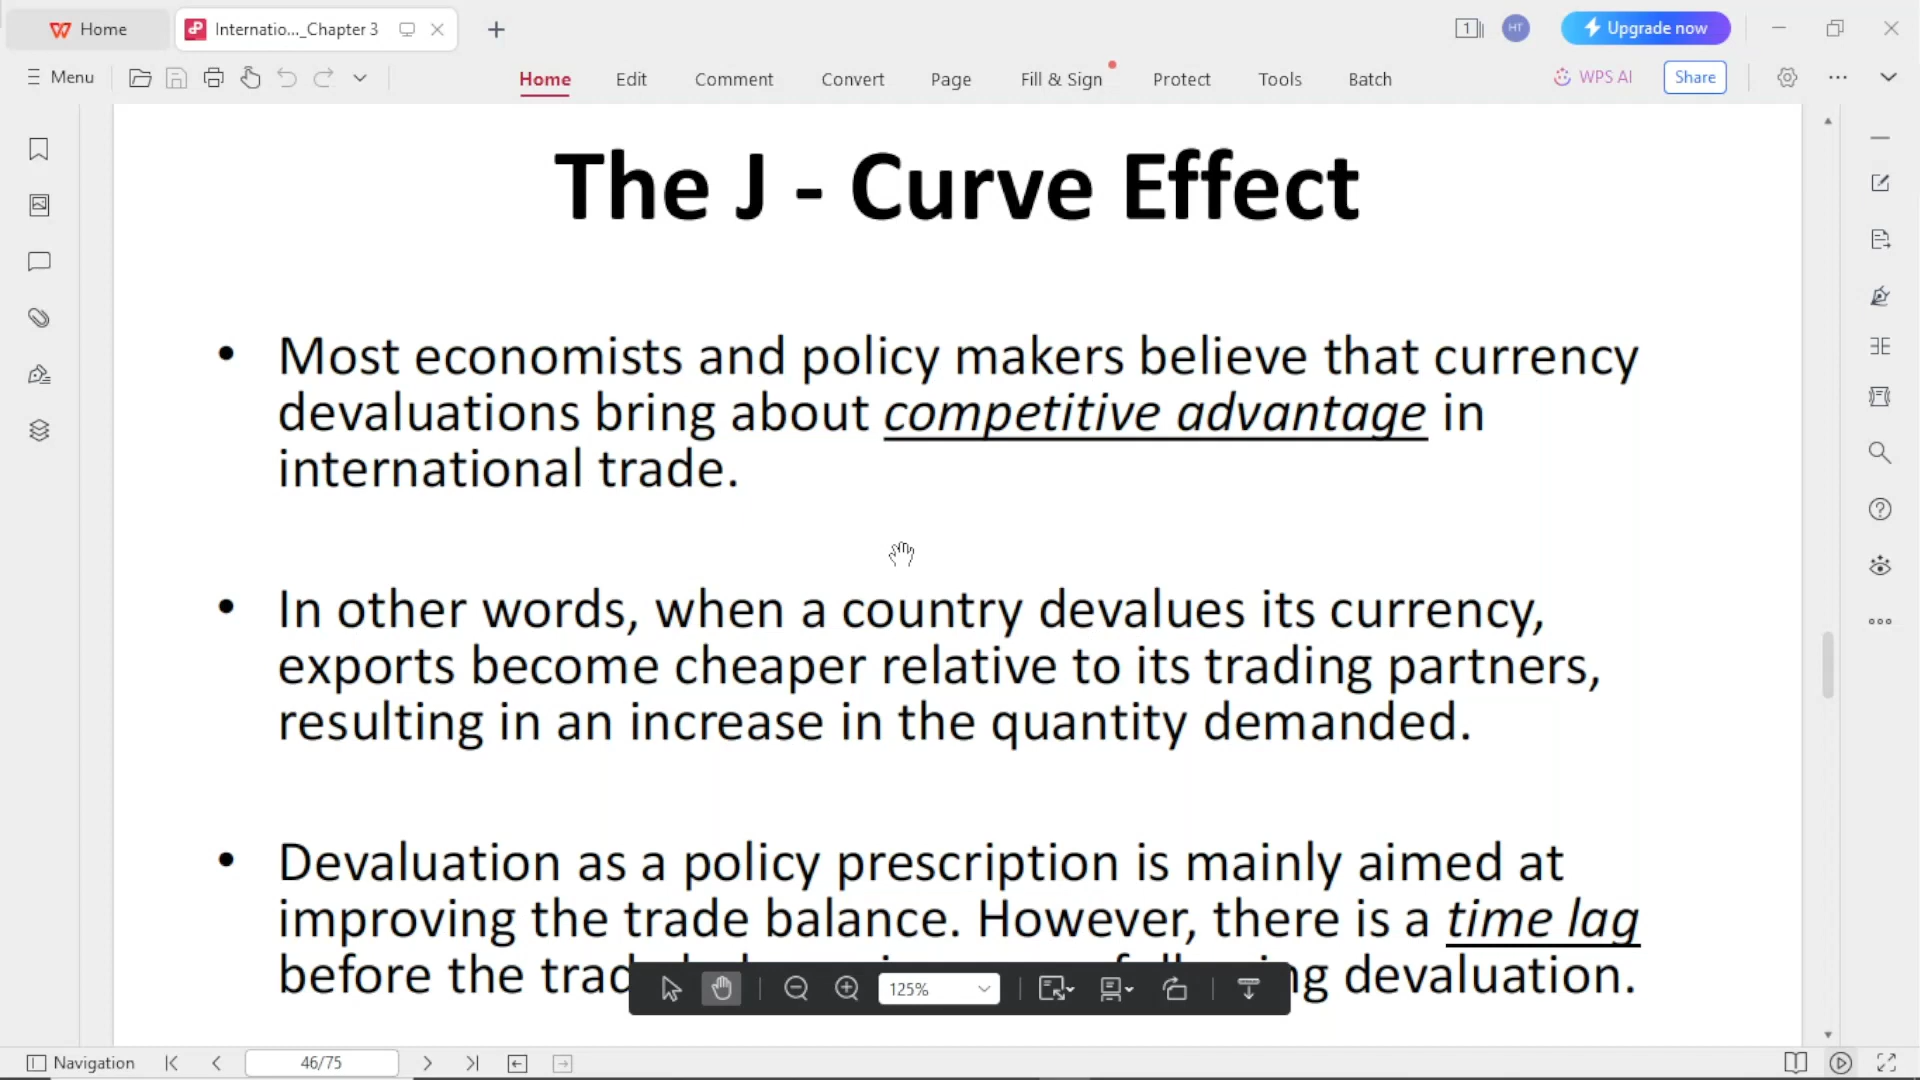 Home
Internatio..._Chapter 3
1
HT
Upgrade now
Menu
Home
Edit
Comment
Convert
Page
Fill & Sign
Protect
Tools
Batch
WPS AI
Share
The J - Curve Effect
• Most economists and policy makers believe that currency
devaluations bring about competitive advantage in
international trade.
• In other words, when a country devalues its currency,
exports become cheaper relative to its trading partners,
resulting in an increase in the quantity demanded.
• Devaluation as a policy prescription is mainly aimed at
improving the trade balance. However, there is a time lag
before the devaluation.
125%
Navigation
46/75